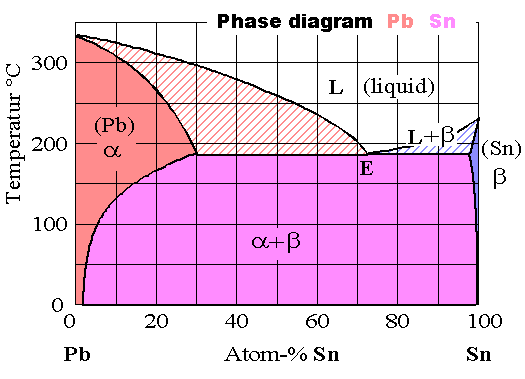 Phase diagram Pb Sn
Temperatur °C
300
200
100
0
L (liquid)
(Pb)
α
L+β
(Sn)
β
E
α+β
0 20 40 60 80 100
Pb Atom-% Sn Sn